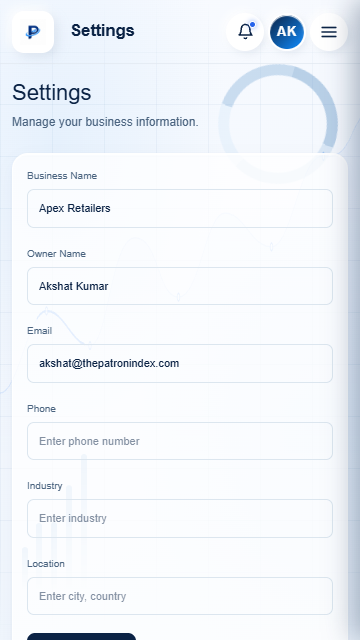 P
Settings
AK
Settings
Manage your business information.
Business Name
Apex Retailers
Owner Name
Akshat Kumar
Email
akshat@thepatronindex.com
Phone
Enter phone number
Industry
Enter industry
Location
Enter city, country